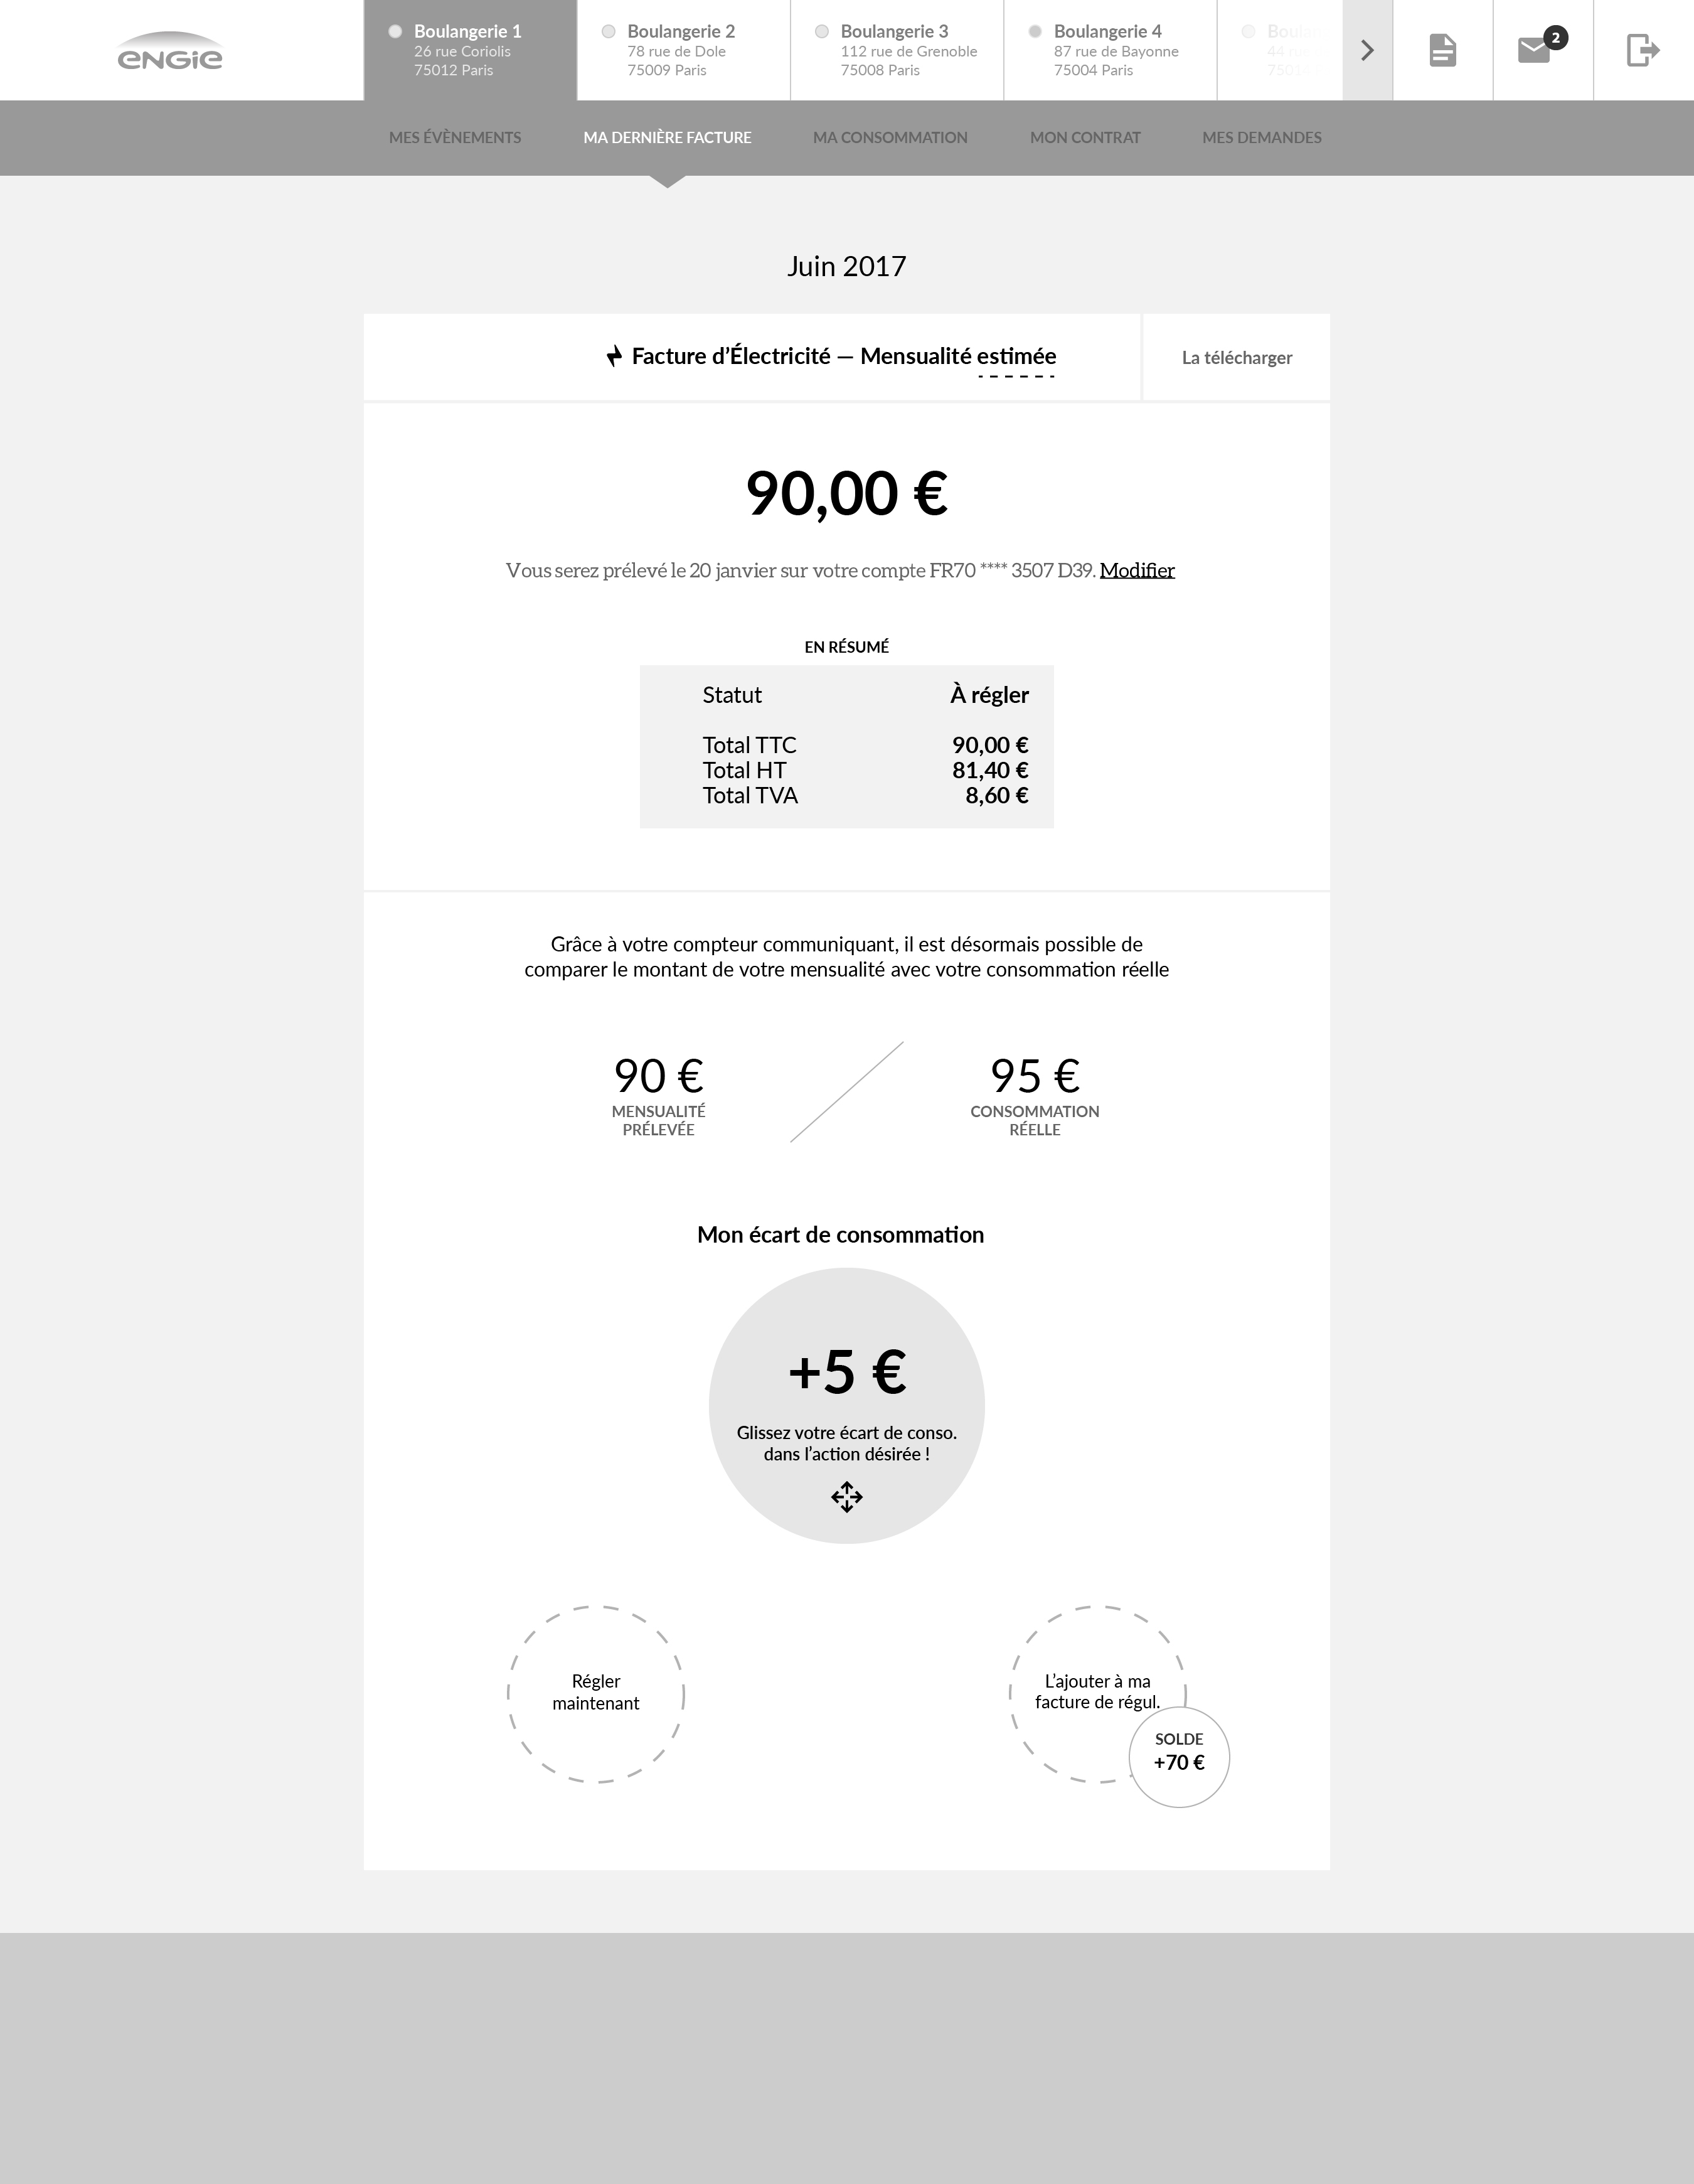 ENGIE
Boulangerie 1
26 rue Coriolis
75012 Paris
Boulangerie 2
78 rue de Dole
75009 Paris
Boulangerie 3
112 rue de Grenoble
75008 Paris
Boulangerie 4
87 rue de Bayonne
75004 Paris
44 rue
2
MES ÉVÈNEMENTS
MA DERNIÈRE FACTURE
MA CONSOMMATION
MON CONTRAT
MES DEMANDES
Juin 2017
Facture d’Électricité — Mensualité estimée
La télécharger
90,00 €
Vous serez prélevé le 20 janvier sur votre compte FR70 **** 3507 D39. Modifier
EN RÉSUMÉ
Statut À régler
Total TTC 90,00 €
Total HT 81,40 €
Total TVA 8,60 €
Grâce à votre compteur communiquant, il est désormais possible de
comparer le montant de votre mensualité avec votre consommation réelle
90 €
MENSUALITÉ
PRÉLEVÉE
95 €
CONSOMMATION
RÉELLE
Mon écart de consommation
+5 €
Glissez votre écart de conso.
dans l’action désirée !
Régler
maintenant
L’ajouter à ma
facture de régul.
SOLDE
+70 €